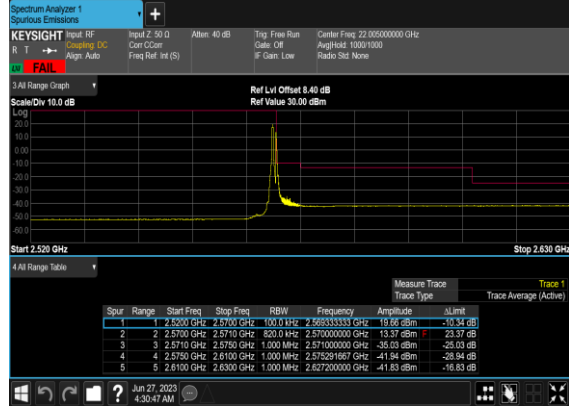 Spectrum Analyzer 1
Spurious Emissions
+
KEYSIGHT Input: RF Input Z: 50 Ω Atten: 40 dB Trig: Free Run Center Freq: 22.005000000 GHz
R T Coupling: DC Corr CCorr Gate: Off Avg|Hold: 1000/1000
Align: Auto Freq Ref: Int (S) IF Gain: Low Radio Std: None
LV FAIL
3 All Range Graph
Ref Lvl Offset 8.40 dB
Scale/Div 10.0 dB Ref Value 30.00 dBm
Log
20.0
10.0
0.00
-10.0
-20.0
-30.0
-40.0
-50.0
-60.0
Start 2.520 GHz Stop 2.630 GHz
4 All Range Table
Measure Trace Trace 1
Trace Type Trace Average (Active)
Spur Range Start Freq Stop Freq RBW Frequency Amplitude ΔLimit
1 1 2.5200 GHz 2.5700 GHz 100.0 kHz 2.569333333 GHz 19.66 dBm -10.34 dB
2 2 2.5700 GHz 2.5710 GHz 820.0 kHz 2.570000000 GHz 13.37 dBm F 23.37 dB
3 3 2.5710 GHz 2.5750 GHz 1.000 MHz 2.571000000 GHz -35.03 dBm -25.03 dB
4 4 2.5750 GHz 2.6100 GHz 1.000 MHz 2.575291667 GHz -41.94 dBm -28.94 dB
5 5 2.6100 GHz 2.6300 GHz 1.000 MHz 2.627200000 GHz -41.83 dBm -16.83 dB
? Jun 27, 2023
4:30:47 AM